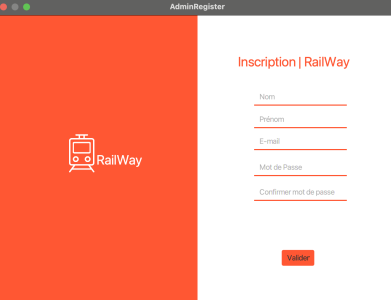 AdminRegister
RailWay
Inscription | RailWay
Nom
Prénom
E-mail
Mot de Passe
Confirmer mot de passe
Valider